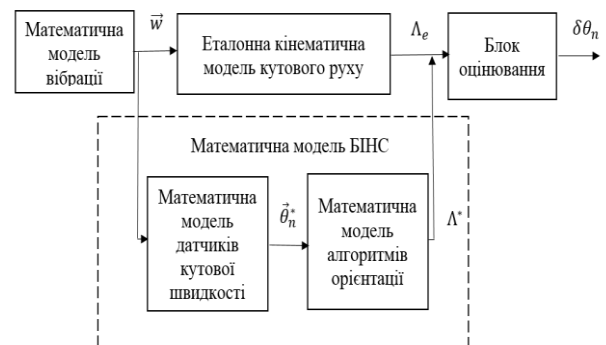 Математична
модель
вібрації
w⃗
Еталонна кінематична
модель кутового руху
Λₑ
Блок
оцінювання
δθₙ
Математична модель БІНС
Математична
модель
датчиків
кутової
швидкості
θ⃗ₙ*
Математична
модель
алгоритмів
орієнтації
Λ*